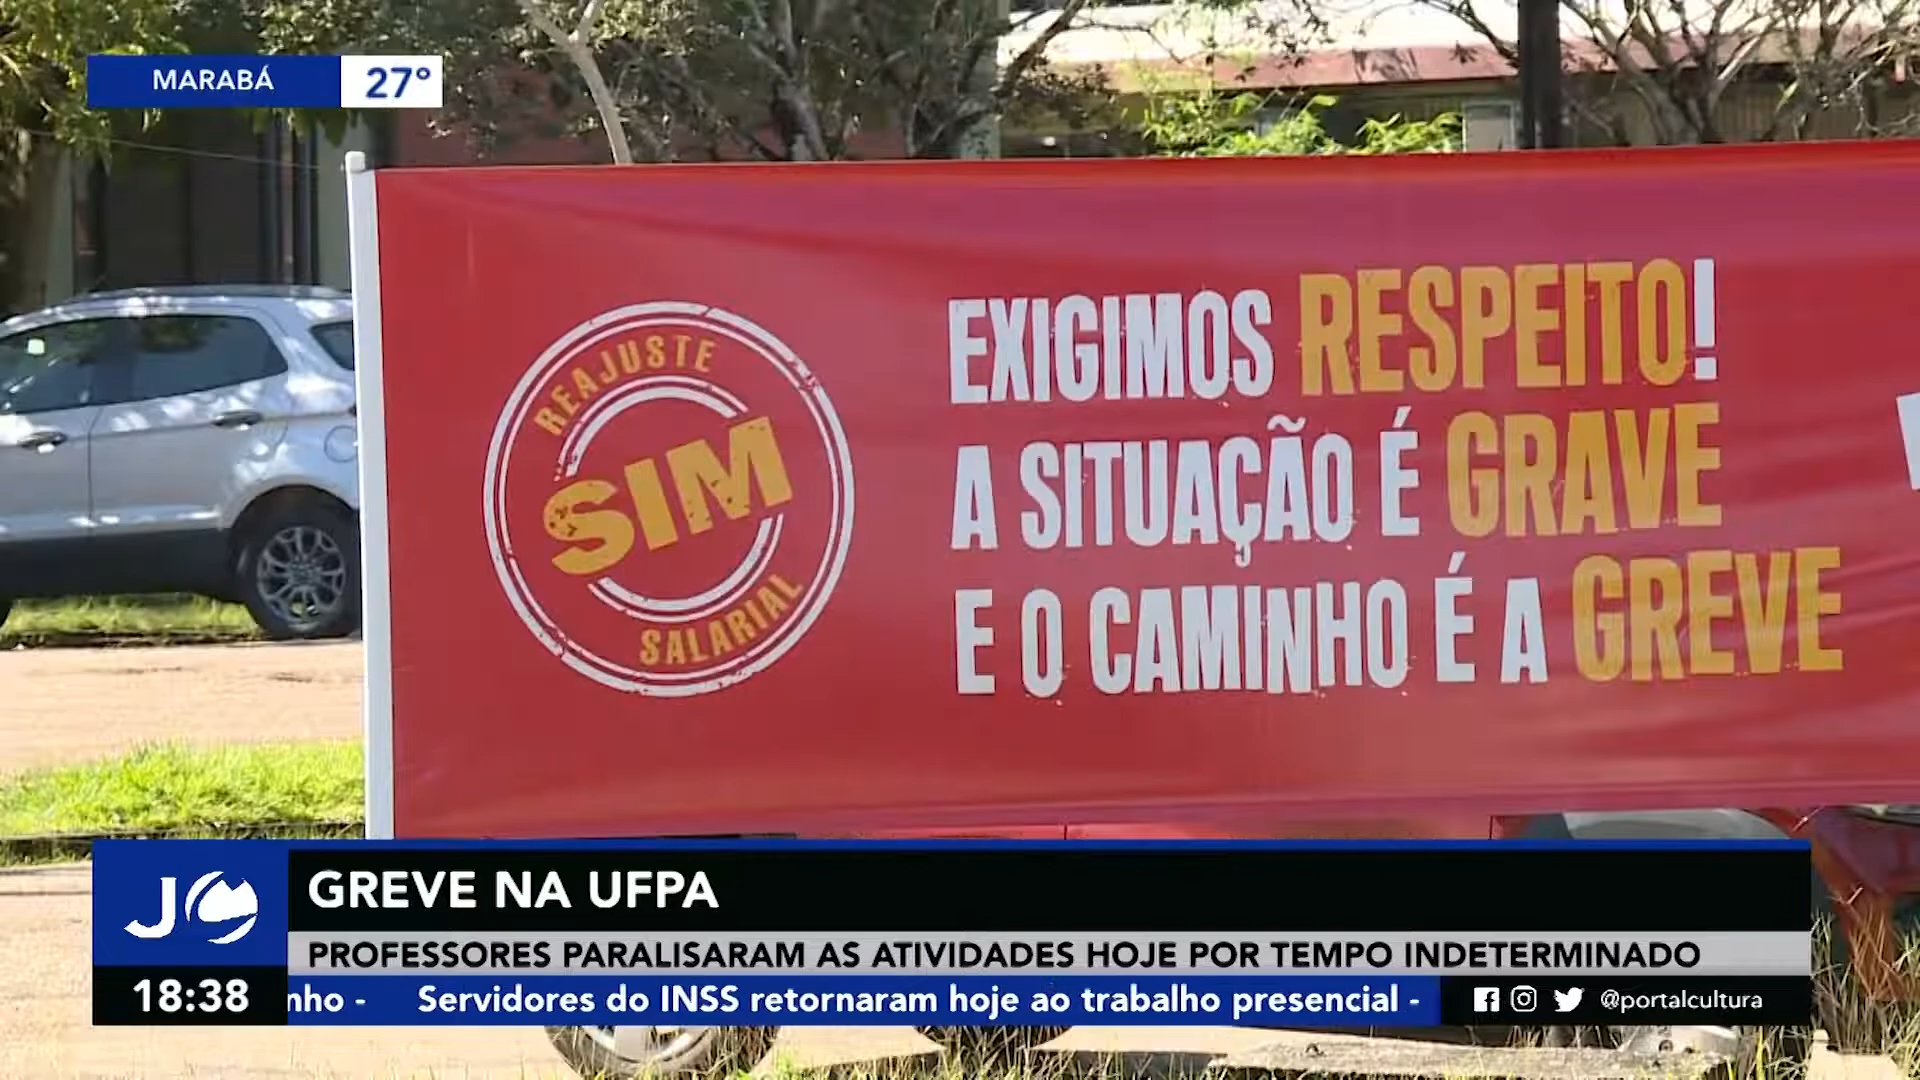 MARABÁ 27°
REAJUSTE
SIM
SALARIAL
EXIGIMOS RESPEITO!
A SITUAÇÃO É GRAVE
E O CAMINHO É A GREVE
JC
GREVE NA UFPA
PROFESSORES PARALISARAM AS ATIVIDADES HOJE POR TEMPO INDETERMINADO
18:38 nho - Servidores do INSS retornaram hoje ao trabalho presencial - @portalcultura